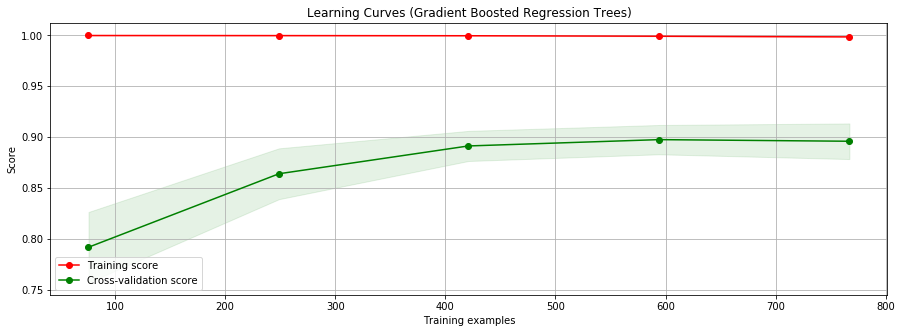 Learning Curves (Gradient Boosted Regression Trees)
1.00
0.95
0.90
0.85
0.80
0.75
Score
Training score
Cross-validation score
100 200 300 400 500 600 700 800
Training examples